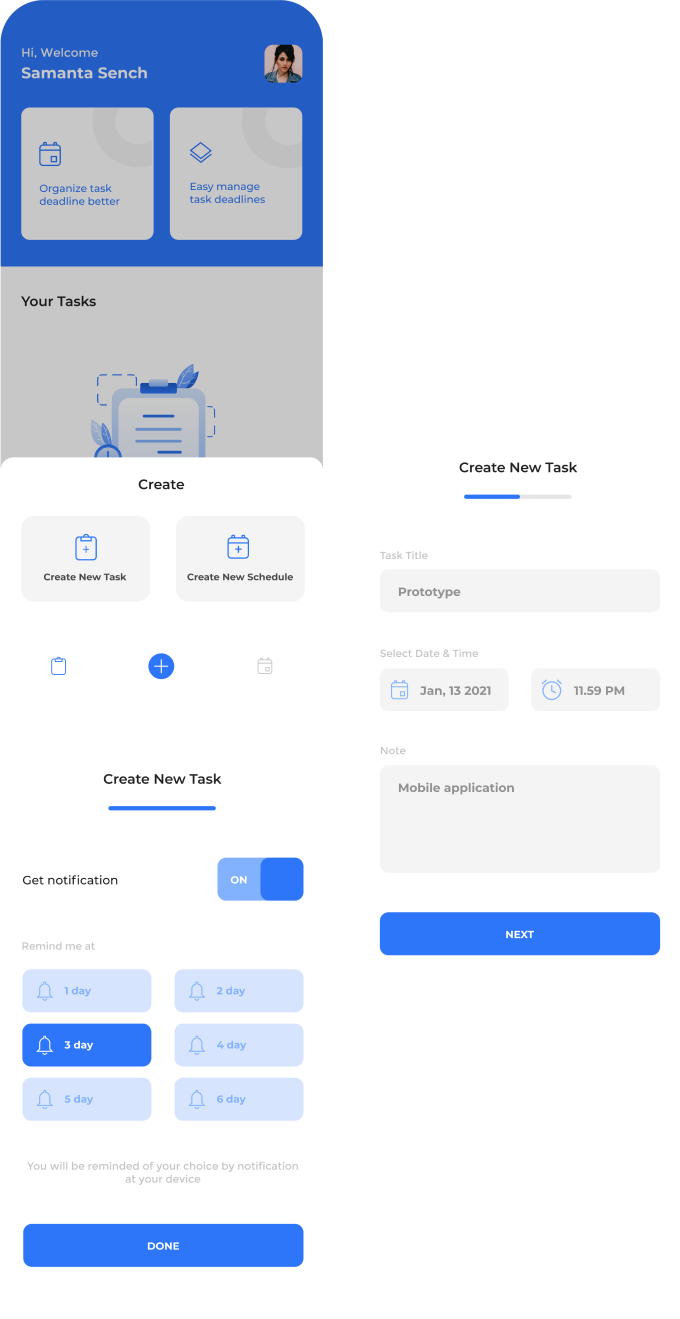 Hi, Welcome
Samanta Sench
Organize task
deadline better
Easy manage
task deadlines
Your Tasks
Create
Create New Task
Create New Schedule
Create New Task
Task Title
Prototype
Select Date & Time
Jan, 13 2021
11.59 PM
Note
Mobile application
NEXT
Create New Task
Get notification
ON
Remind me at
1 day
2 day
3 day
4 day
5 day
6 day
You will be reminded of your choice by notification
at your device
DONE